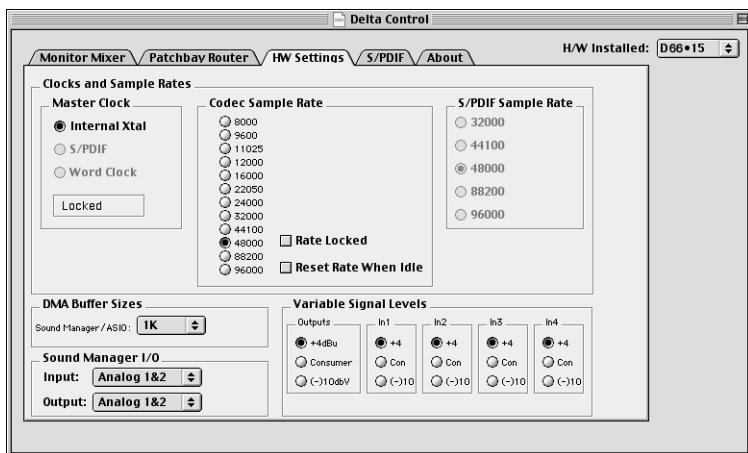 Delta Control
H/W Installed: D66•15
Monitor Mixer
Patchbay Router
HW Settings
S/PDIF
About
Clocks and Sample Rates
Master Clock
Internal Xtal
S/PDIF
Word Clock
Locked
Codec Sample Rate
8000
9600
11025
12000
16000
22050
24000
32000
44100
48000
88200
96000
Rate Locked
Reset Rate When Idle
S/PDIF Sample Rate
32000
44100
48000
88200
96000
DMA Buffer Sizes
Sound Manager/ASIO: 1K
Sound Manager I/O
Input: Analog 1&2
Output: Analog 1&2
Variable Signal Levels
Outputs
+4dBu
Consumer
(-)10dbV
In1
+4
Con
(-)10
In2
+4
Con
(-)10
In3
+4
Con
(-)10
In4
+4
Con
(-)10